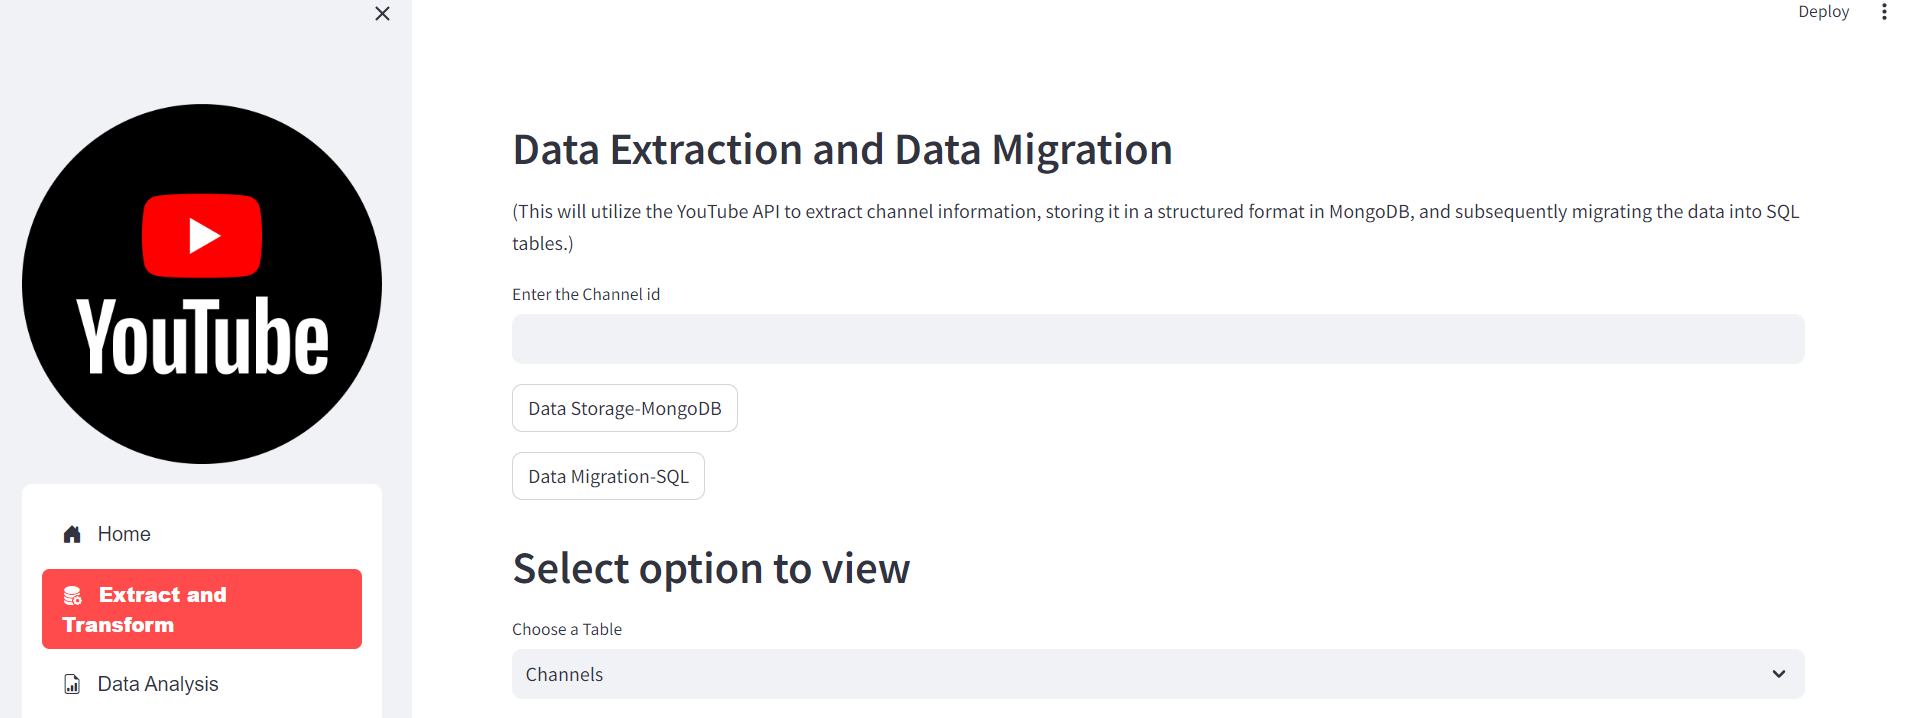 YouTube
Home
Extract and
Transform
Data Analysis
Deploy
Data Extraction and Data Migration
(This will utilize the YouTube API to extract channel information, storing it in a structured format in MongoDB, and subsequently migrating the data into SQL
tables.)
Enter the Channel id
Data Storage-MongoDB
Data Migration-SQL
Select option to view
Choose a Table
Channels